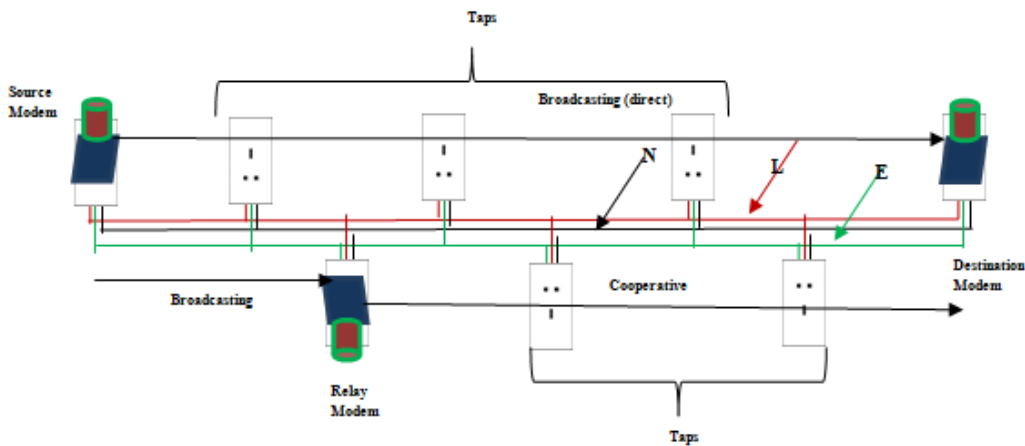 Taps
Source
Modem
Broadcasting (direct)
N
L
E
Broadcasting
Cooperative
Destination
Modem
Relay
Modem
Taps